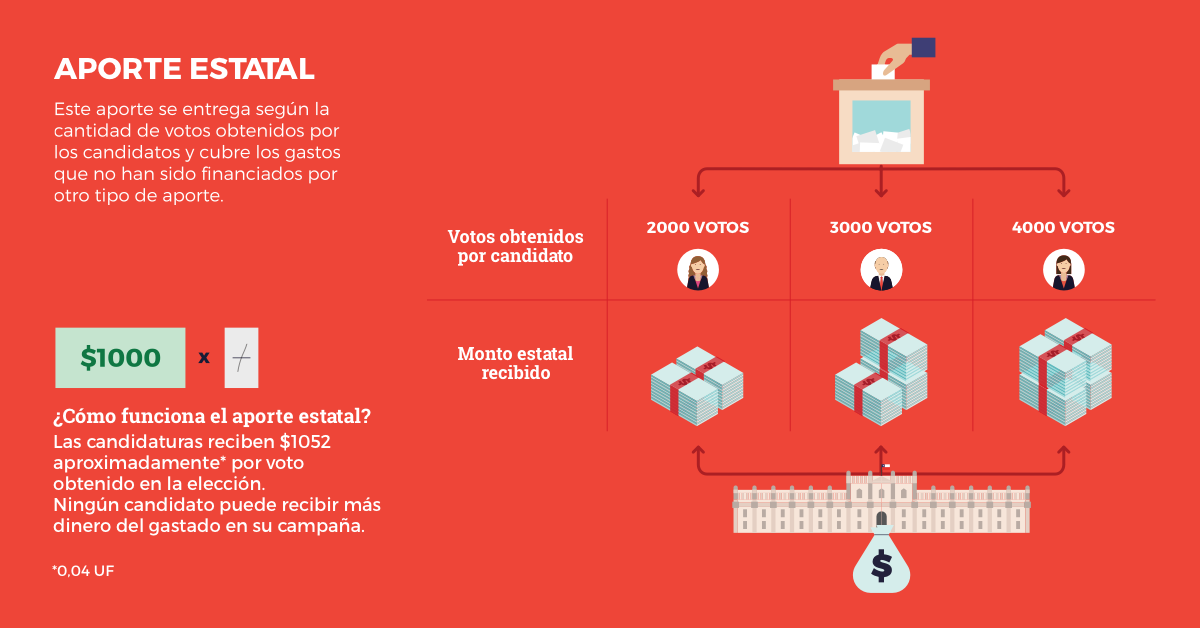 APORTE ESTATAL
Este aporte se entrega según la
cantidad de votos obtenidos por
los candidatos y cubre los gastos
que no han sido financiados por
otro tipo de aporte.
$1000 x
¿Cómo funciona el aporte estatal?
Las candidaturas reciben $1052
aproximadamente* por voto
obtenido en la elección.
Ningún candidato puede recibir más
dinero del gastado en su campaña.
*0,04 UF
Votos obtenidos
por candidato
2000 VOTOS
3000 VOTOS
4000 VOTOS
Monto estatal
recibido
$